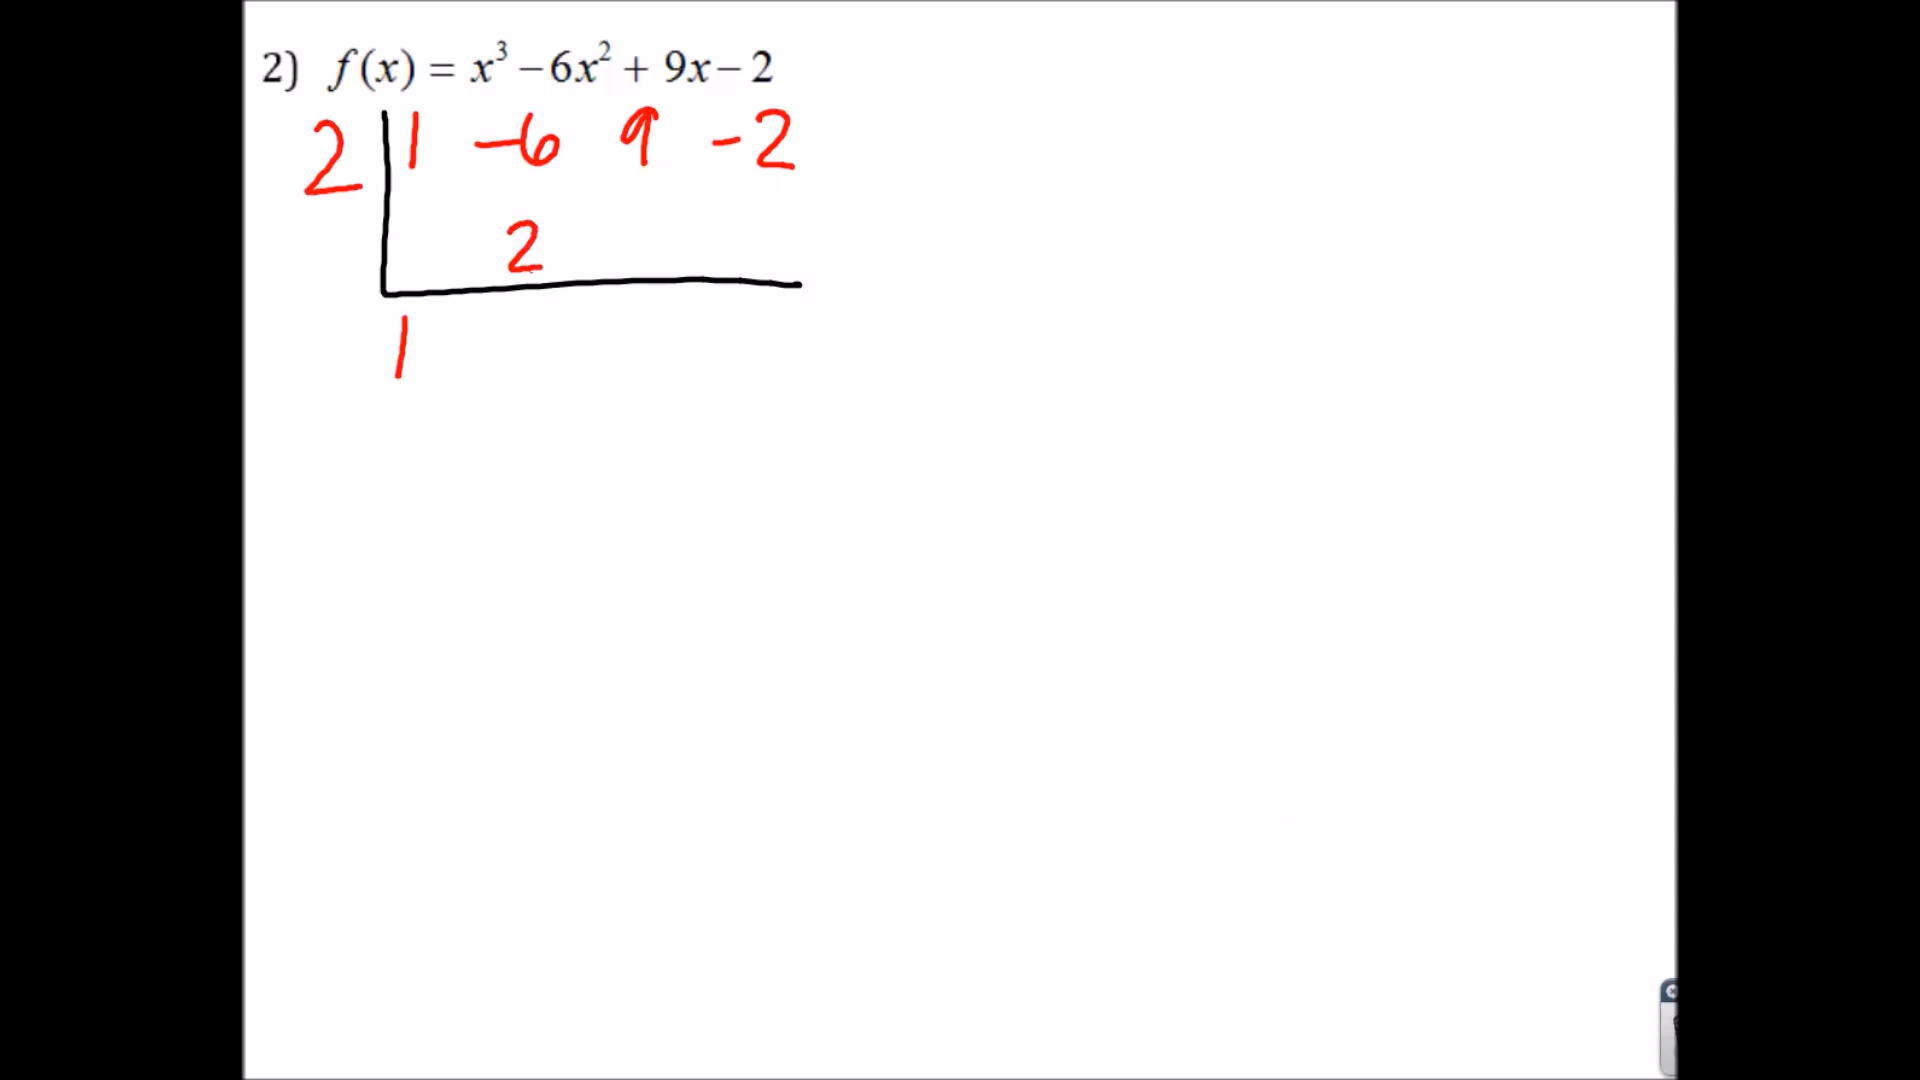 2) f(x) = x³ − 6x² + 9x − 2
2 1 -6 9 -2
2
1